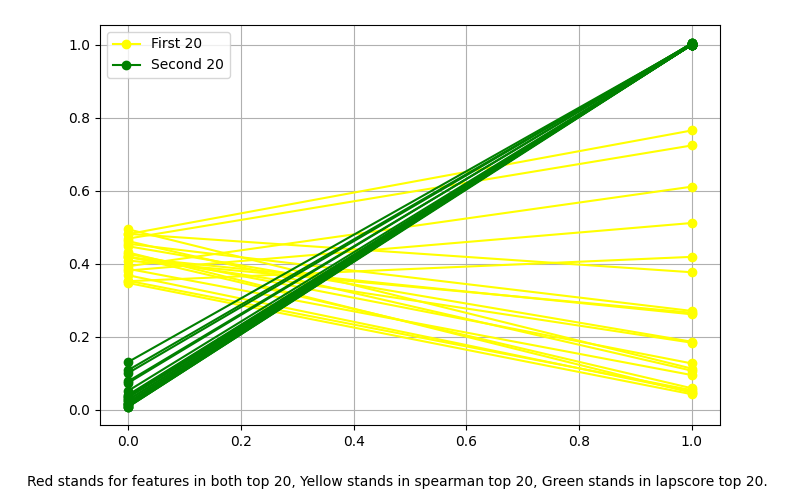 First 20
Second 20
1.0
0.8
0.6
0.4
0.2
0.0
0.0 0.2 0.4 0.6 0.8 1.0
Red stands for features in both top 20, Yellow stands in spearman top 20, Green stands in lapscore top 20.